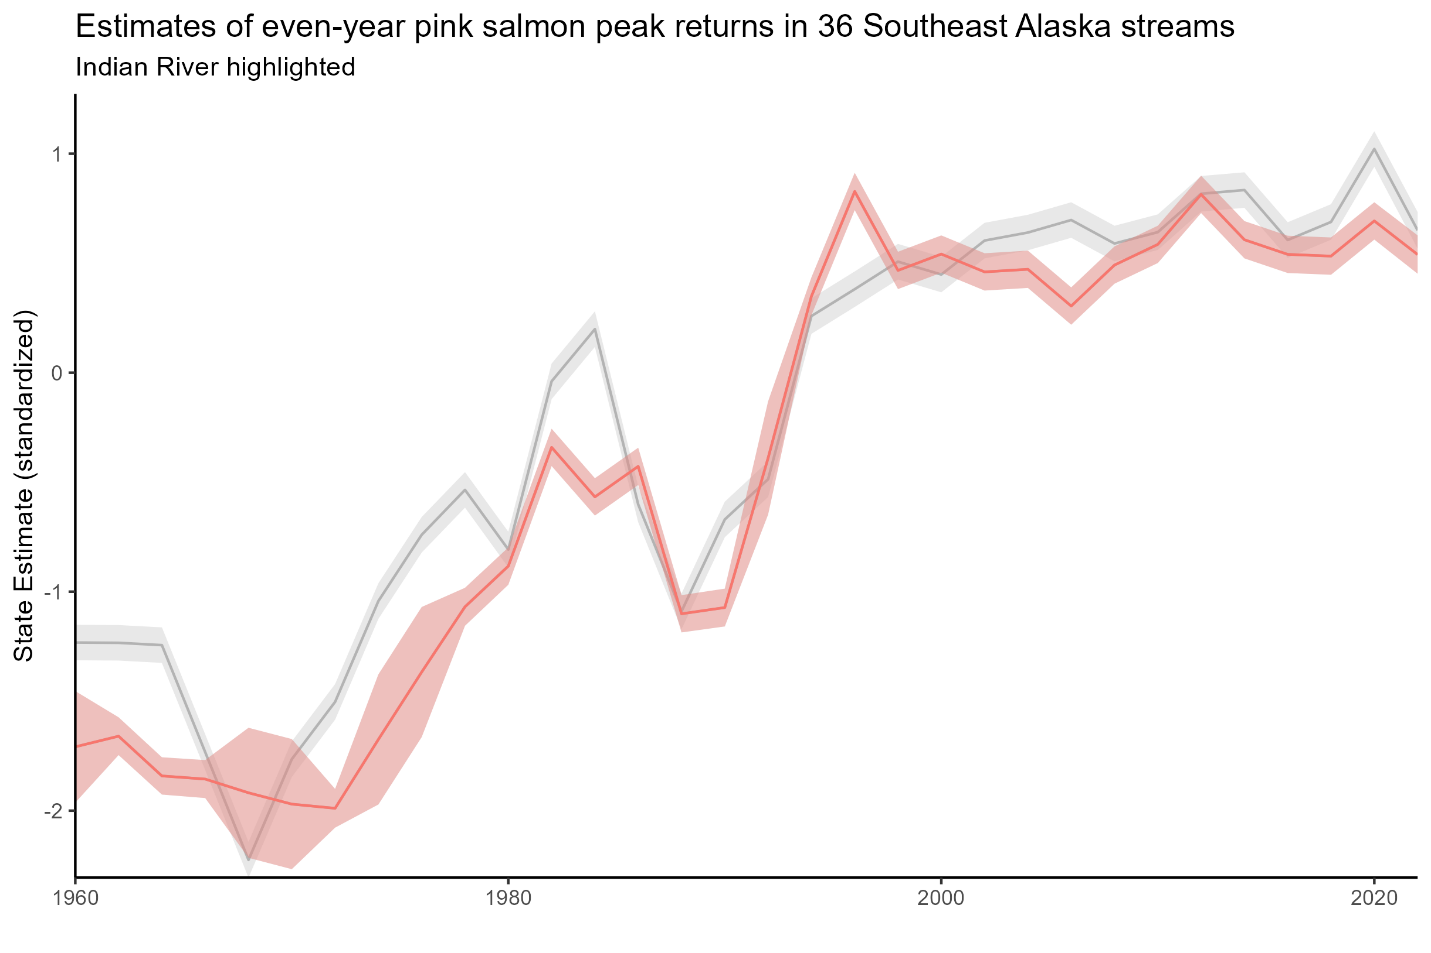 Estimates of even-year pink salmon peak returns in 36 Southeast Alaska streams
Indian River highlighted
State Estimate (standardized)
1
0
-1
-2
1960
1980
2000
2020